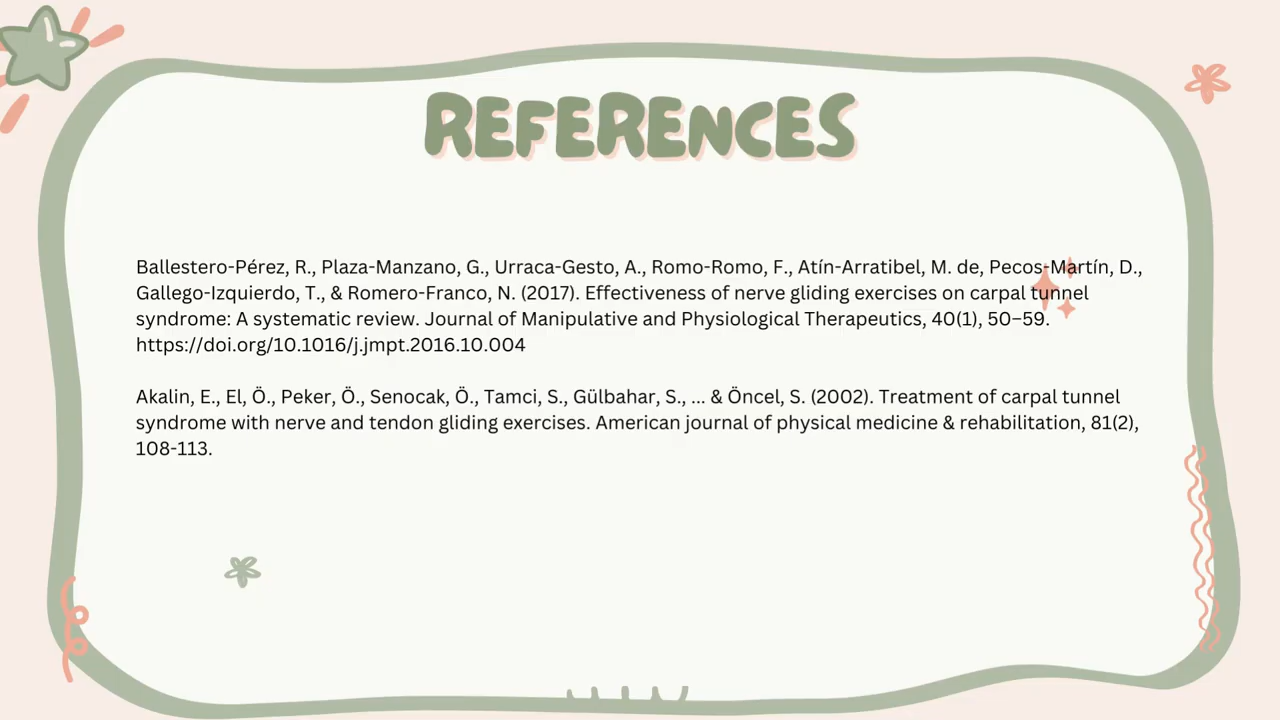 REFERENCES
Ballestero-Pérez, R., Plaza-Manzano, G., Urraca-Gesto, A., Romo-Romo, F., Atín-Arratibel, M. de, Pecos-Martín, D.,
Gallego-Izquierdo, T., & Romero-Franco, N. (2017). Effectiveness of nerve gliding exercises on carpal tunnel
syndrome: A systematic review. Journal of Manipulative and Physiological Therapeutics, 40(1), 50–59.
https://doi.org/10.1016/j.jmpt.2016.10.004
Akalin, E., El, Ö., Peker, Ö., Senocak, Ö., Tamci, S., Gülbahar, S., ... & Öncel, S. (2002). Treatment of carpal tunnel
syndrome with nerve and tendon gliding exercises. American journal of physical medicine & rehabilitation, 81(2),
108-113.